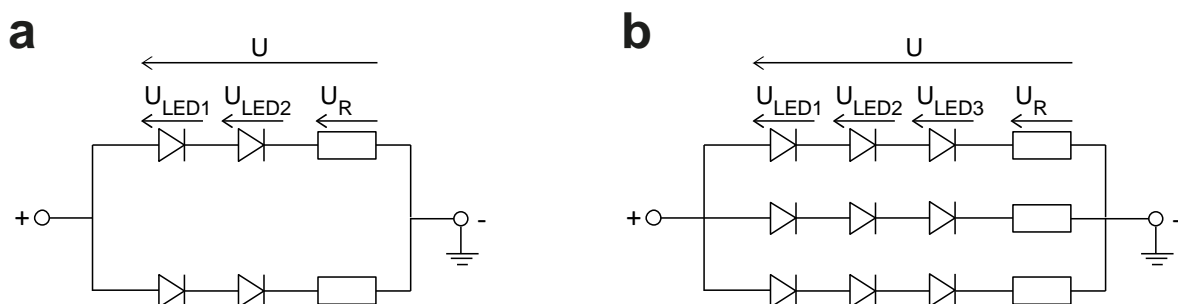 a
U
U_LED1 U_LED2 U_R
+ -
b
U
U_LED1 U_LED2 U_LED3 U_R
+ -